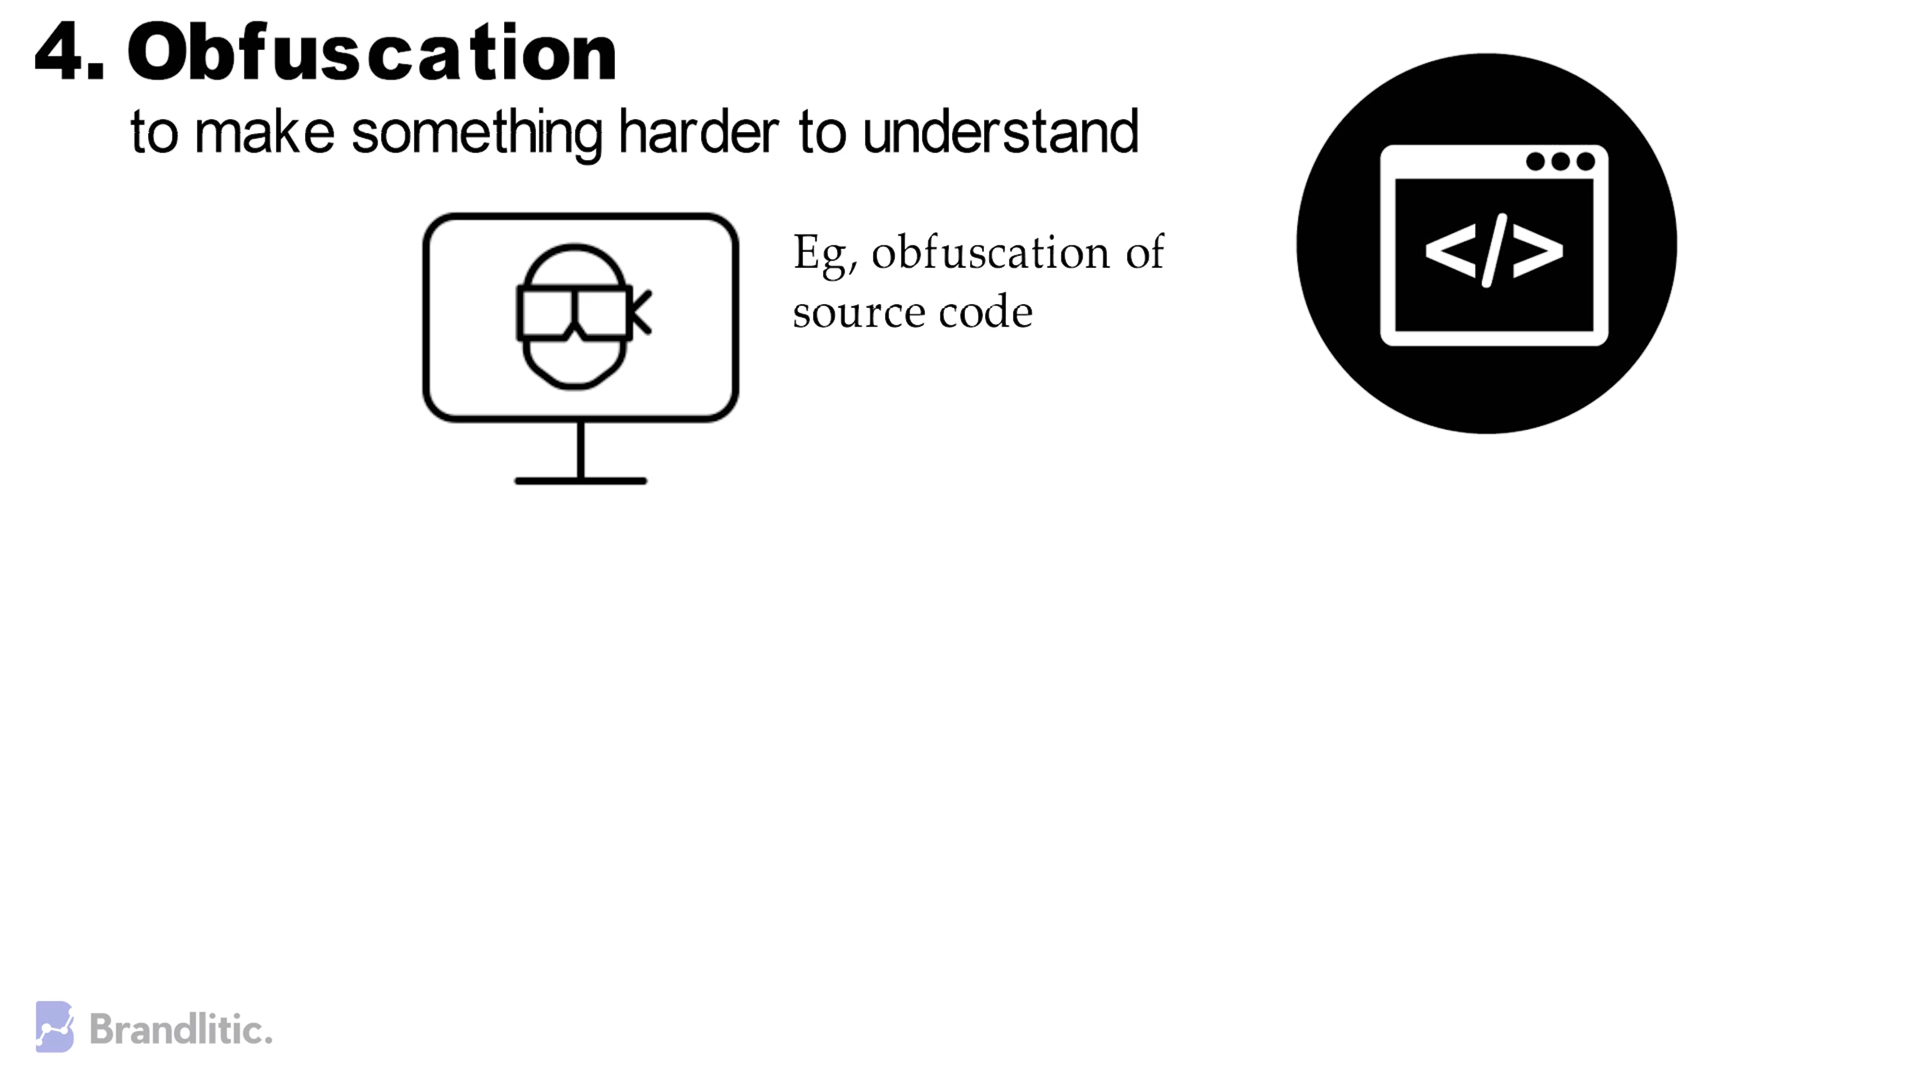 4. Obfuscation
to make something harder to understand
Eg, obfuscation of
source code
</>
Brandlitic.